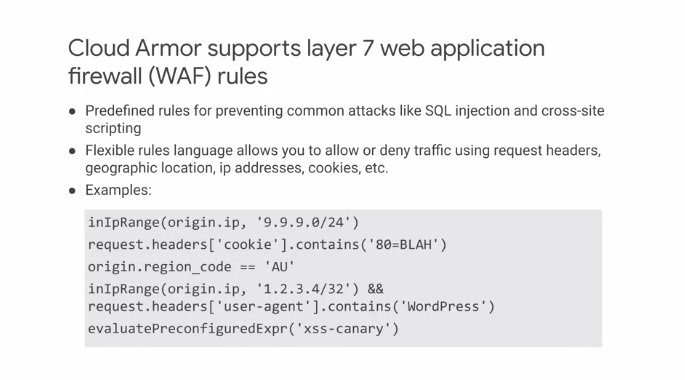 Cloud Armor supports layer 7 web application
firewall (WAF) rules
● Predefined rules for preventing common attacks like SQL injection and cross-site
scripting
● Flexible rules language allows you to allow or deny traffic using request headers,
geographic location, ip addresses, cookies, etc.
● Examples:
inIpRange(origin.ip, '9.9.9.0/24')
request.headers['cookie'].contains('80=BLAH')
origin.region_code == 'AU'
inIpRange(origin.ip, '1.2.3.4/32') &&
request.headers['user-agent'].contains('WordPress')
evaluatePreconfiguredExpr('xss-canary')